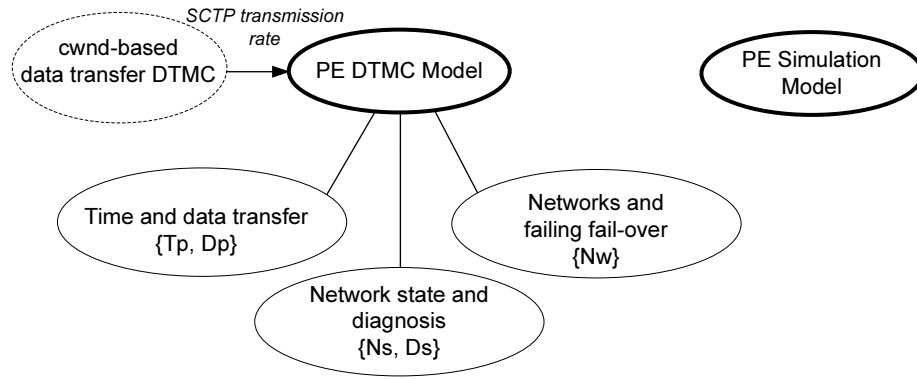 SCTP transmission
rate
cwnd-based
data transfer DTMC
PE DTMC Model
PE Simulation
Model
Time and data transfer
{Tp, Dp}
Networks and
failing fail-over
{Nw}
Network state and
diagnosis
{Ns, Ds}